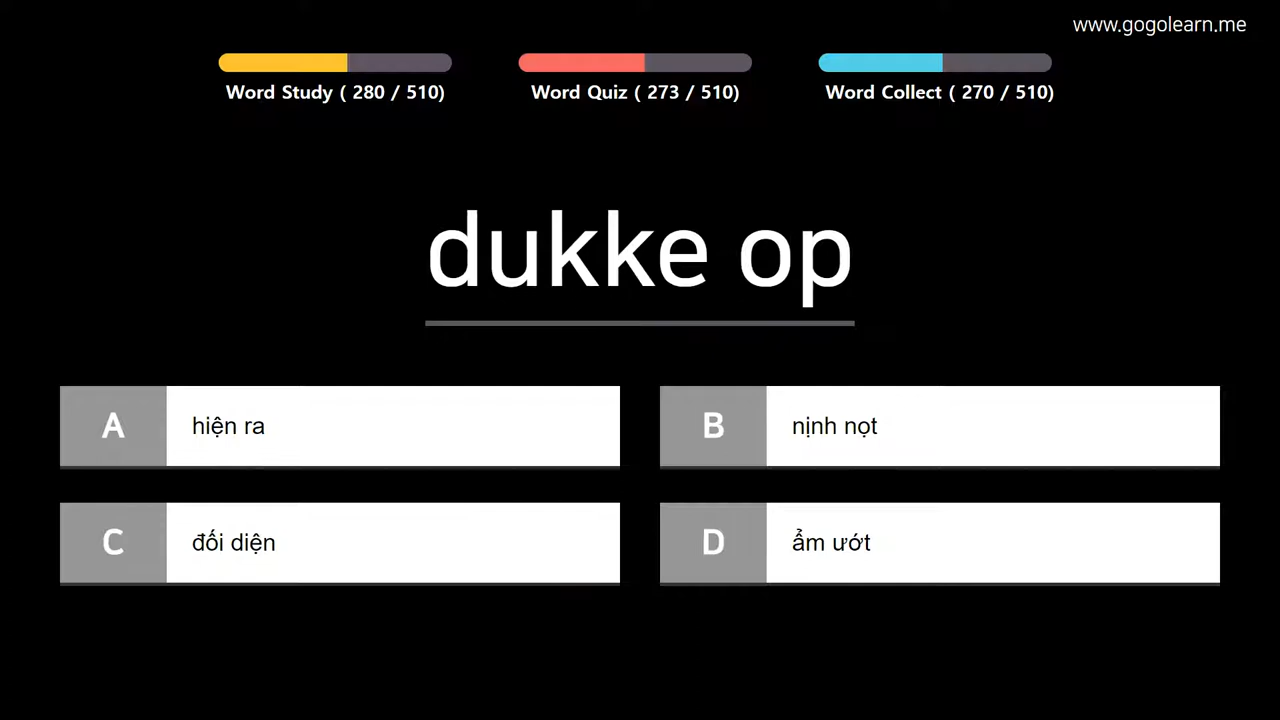 www.gogolearn.me
Word Study ( 280 / 510)
Word Quiz ( 273 / 510)
Word Collect ( 270 / 510)
dukke op
A hiện ra
B nịnh nọt
C đối diện
D ẩm ướt